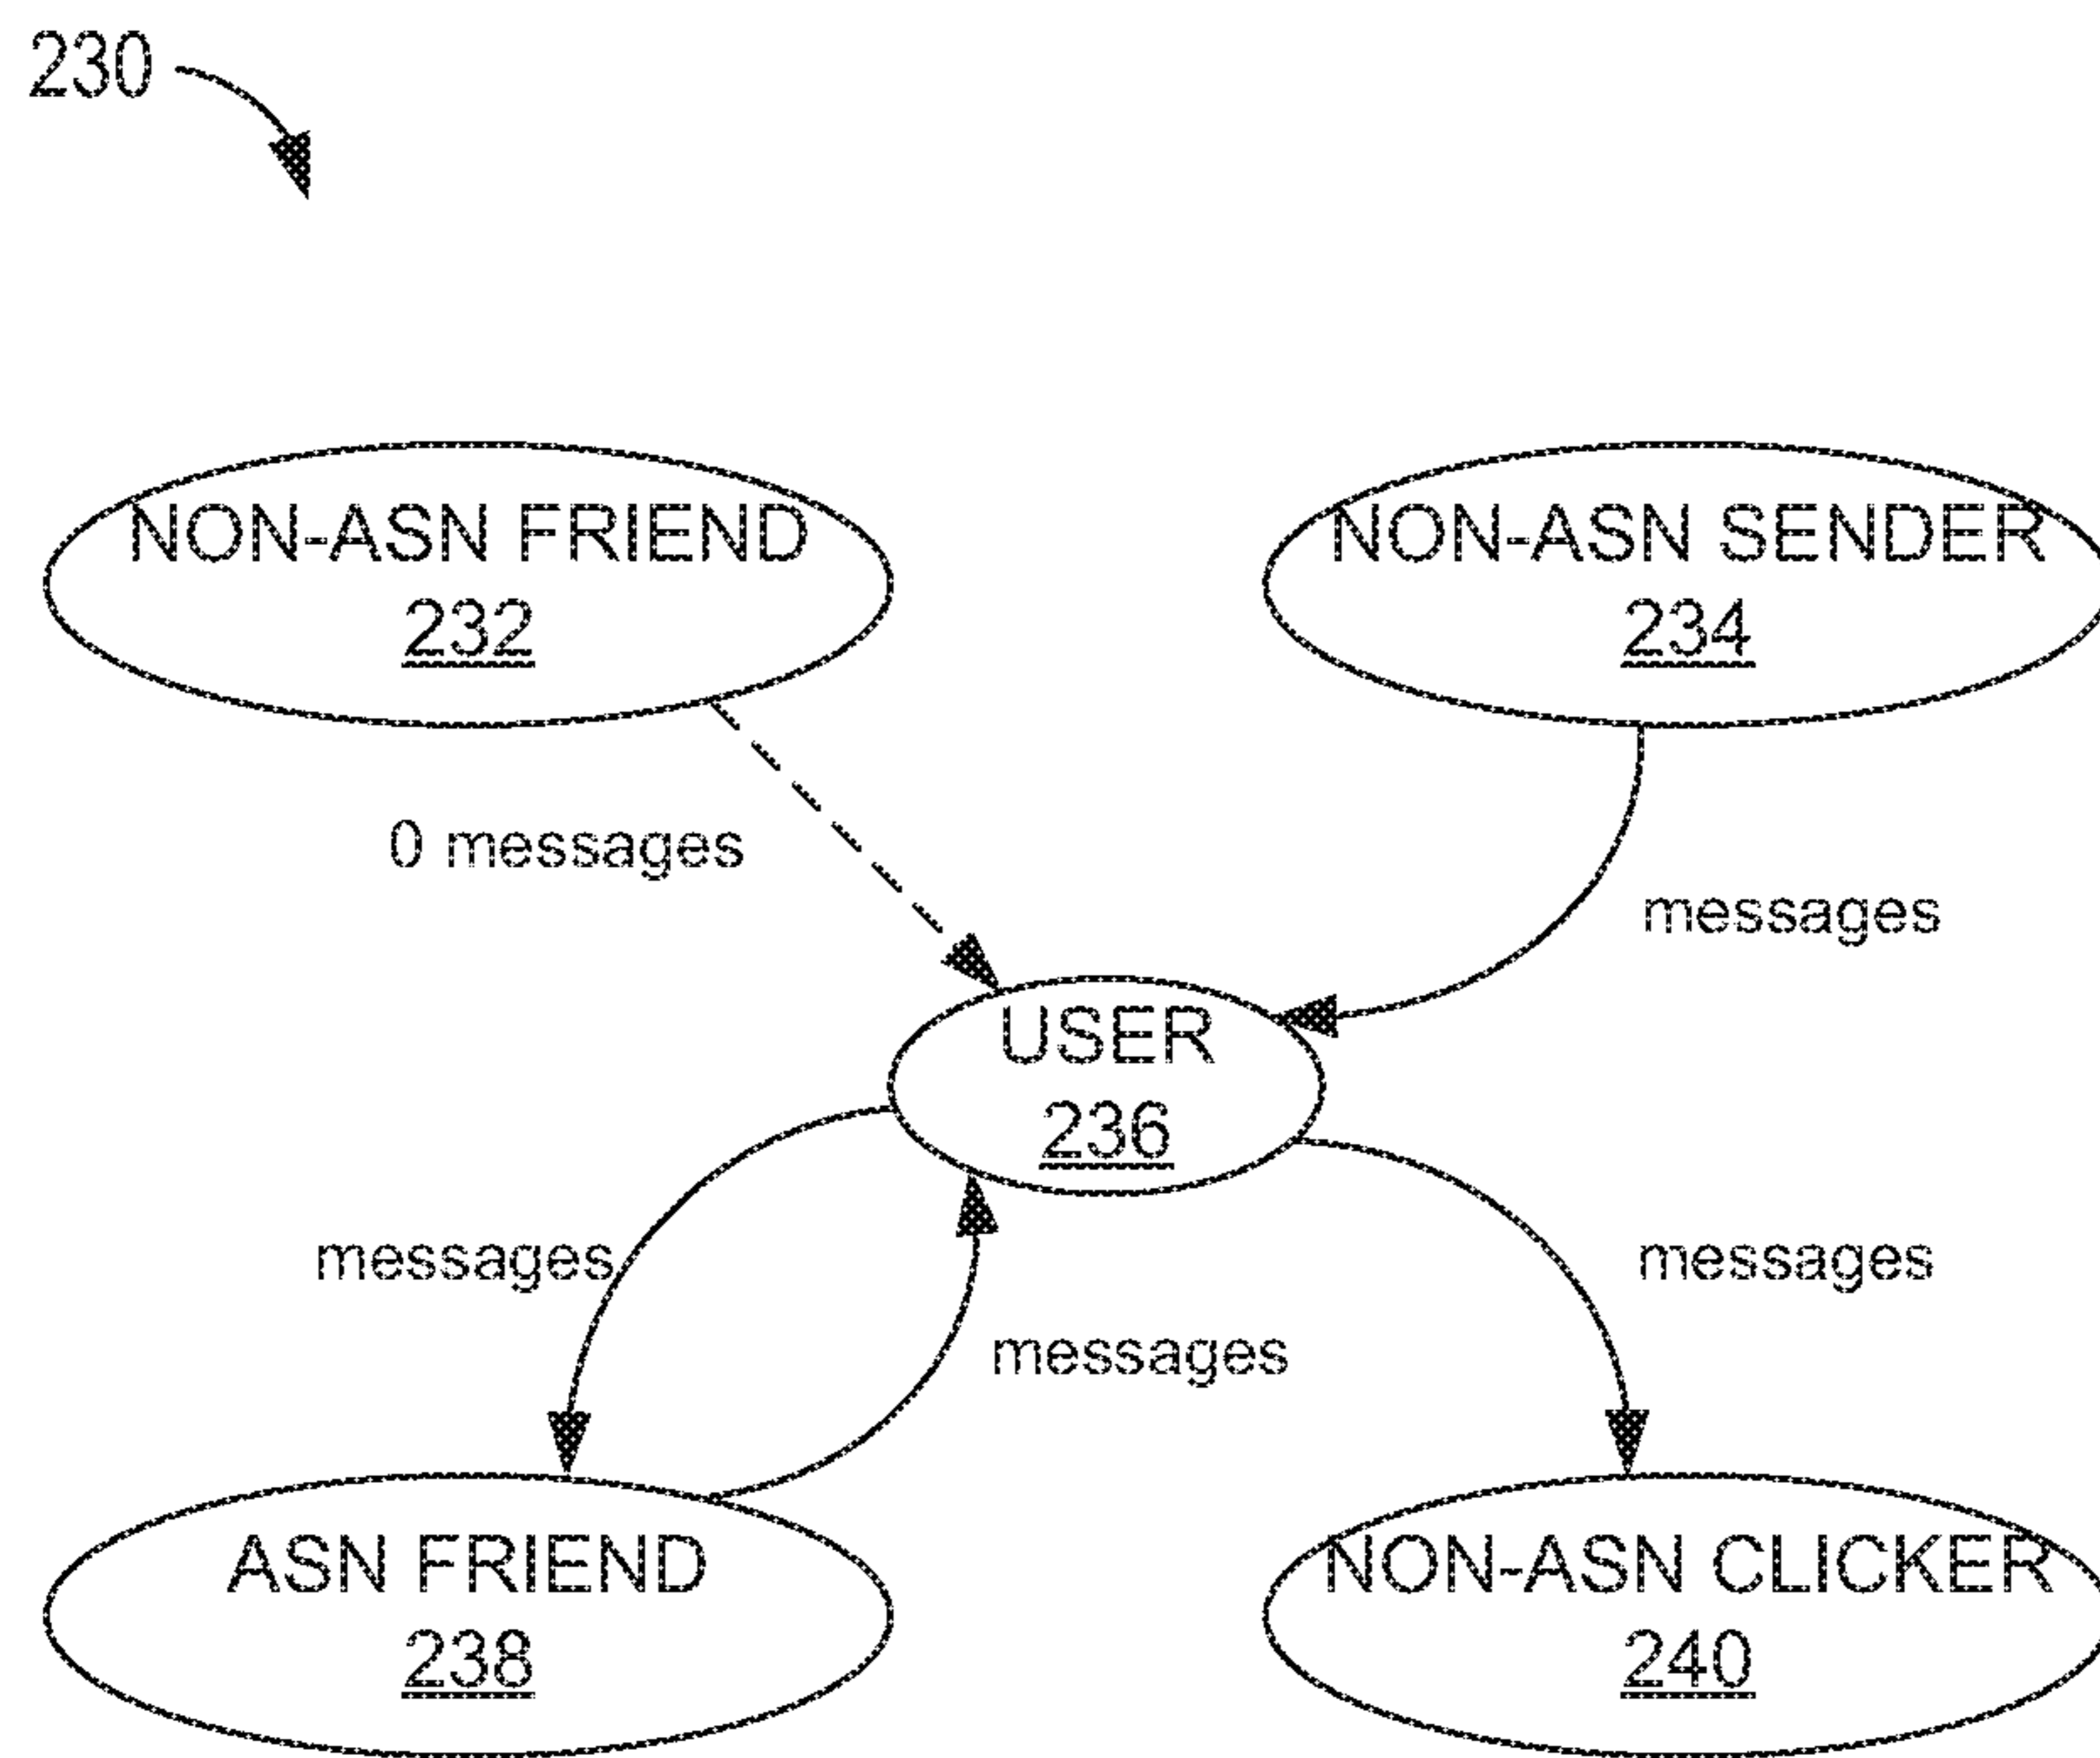 230
NON-ASN FRIEND
232
NON-ASN SENDER
234
0 messages
messages
USER
236
messages
messages
messages
ASN FRIEND
238
NON-ASN CLICKER
240